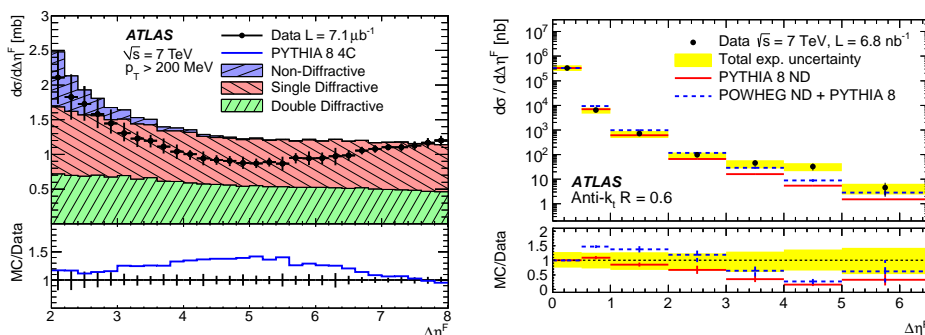 dσ/dΔη^F [mb]
3
2.5
2
1.5
1
0.5
ATLAS
√s = 7 TeV
p_T > 200 MeV
Data L = 7.1μb⁻¹
PYTHIA 8 4C
Non-Diffractive
Single Diffractive
Double Diffractive
MC/Data
1.5
1
2 3 4 5 6 7 8
Δη^F
dσ / dΔη^F [nb]
10⁷
10⁶
10⁵
10⁴
10³
10²
10
1
Data √s = 7 TeV, L = 6.8 nb⁻¹
Total exp. uncertainty
PYTHIA 8 ND
POWHEG ND + PYTHIA 8
ATLAS
Anti-k_t R = 0.6
MC/Data
2
1.5
1
0.5
0
0 1 2 3 4 5 6
Δη^F